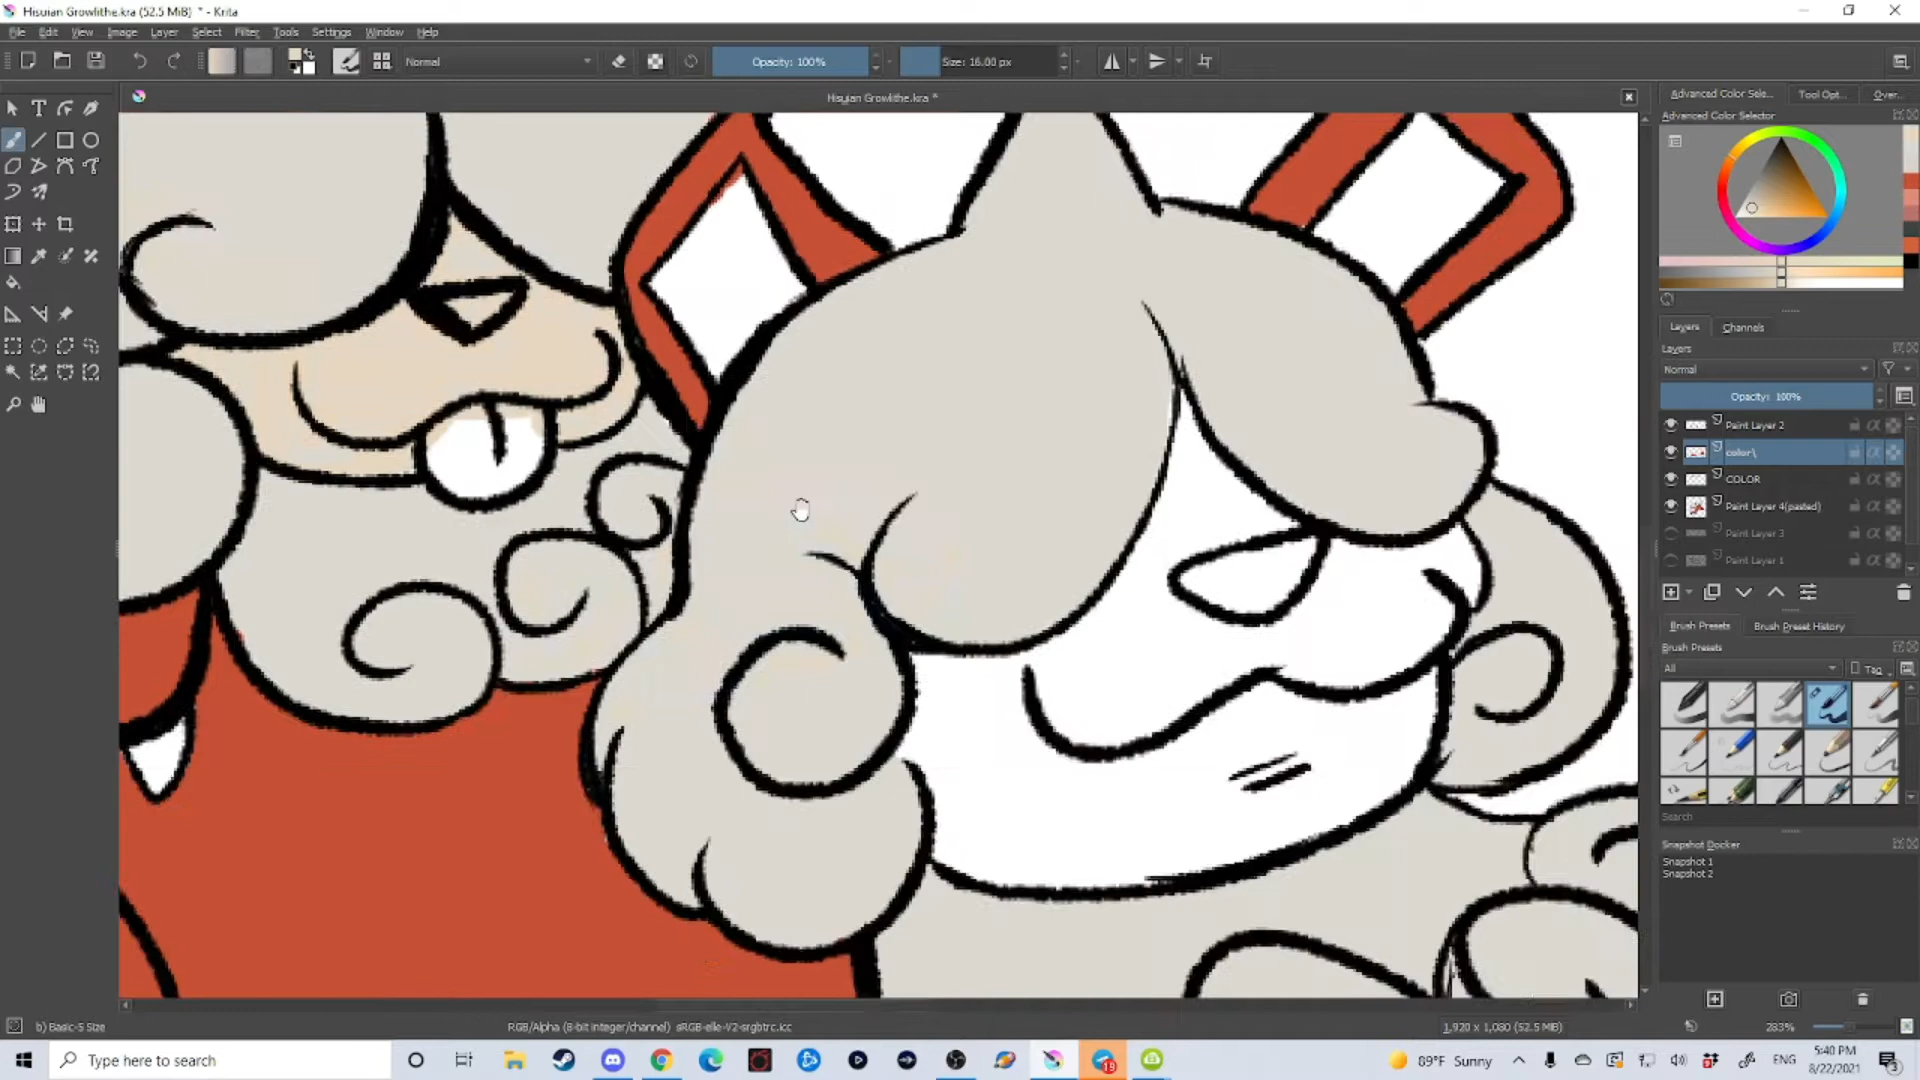 Hisuian Growlithe.kra (52.5 MiB) * - Krita
File Edit View Image Layer Select Filter Tools Settings Window Help
Normal
Opacity: 100%
Size: 16.00 px
Hisuian Growlithe.kra *
Advanced Color Sele... Tool Opt... Over...
Advanced Color Selector
Layers Channels
Layers
Normal
Opacity: 100%
Paint Layer 2
color\
COLOR
Paint Layer 4(pasted)
Paint Layer 3
Paint Layer 1
Brush Presets Brush Preset History
Brush Presets
All Tag
Search
Snapshot Docker
Snapshot 1
Snapshot 2
b) Basic-5 Size
RGB/Alpha (8-bit integer/channel) sRGB-elle-V2-srgbtrc.icc
1,920 x 1,080 (52.5 MiB)
283%
Type here to search
19
89°F Sunny
ENG
5:40 PM
8/22/2021
3